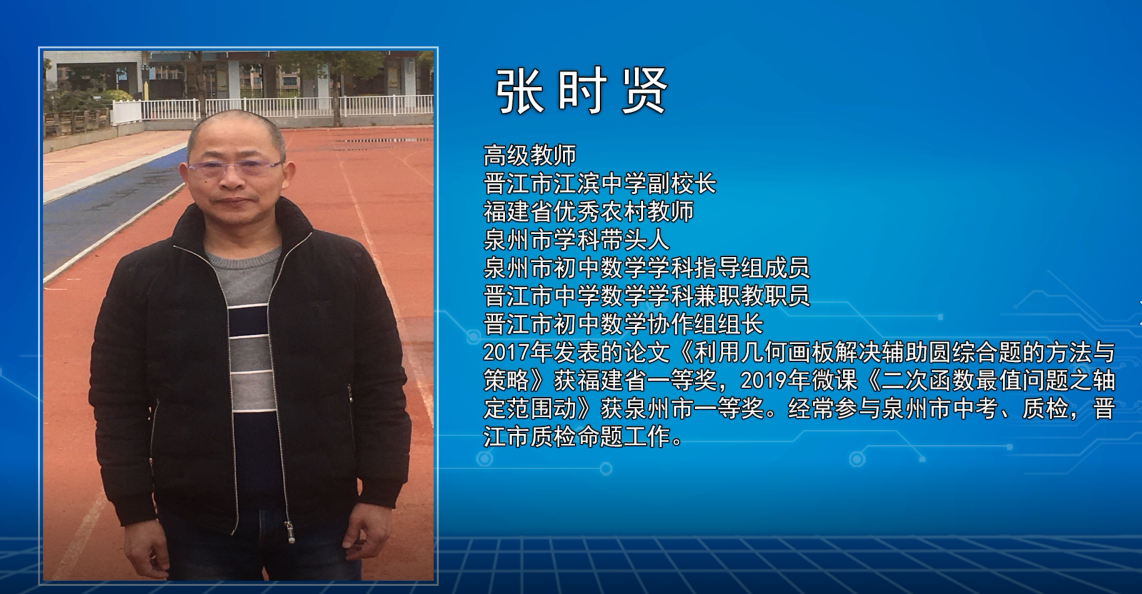 张时贤
高级教师
晋江市江滨中学副校长
福建省优秀农村教师
泉州市学科带头人
泉州市初中数学学科指导组成员
晋江市中学数学学科兼职教职员
晋江市初中数学协作组组长
2017年发表的论文《利用几何画板解决辅助圆综合题的方法与
策略》获福建省一等奖，2019年微课《二次函数最值问题之轴
定范围动》获泉州市一等奖。经常参与泉州市中考、质检，晋
江市质检命题工作。